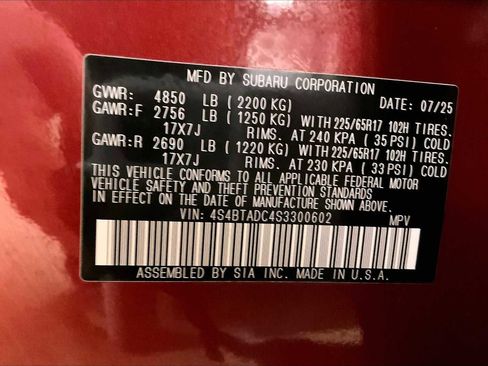 MFD BY SUBARU CORPORATION
GVWR: 4850 LB ( 2200 KG) DATE: 07/25
GAWR:F 2756 LB ( 1250 KG) WITH 225/65R17 102H TIRES.
17X7J RIMS. AT 240 KPA ( 35 PSI) COLD
GAWR:R 2690 LB ( 1220 KG) WITH 225/65R17 102H TIRES.
17X7J RIMS. AT 230 KPA ( 33 PSI) COLD
THIS VEHICLE CONFORMS TO ALL APPLICABLE FEDERAL MOTOR
VEHICLE SAFETY AND THEFT PREVENTION STANDARDS
IN EFFECT ON THE DATE OF MANUFACTURE SHOWN ABOVE.
VIN: 4S4BTADC4S3300602 MPV
ASSEMBLED BY SIA INC. MADE IN U.S.A.